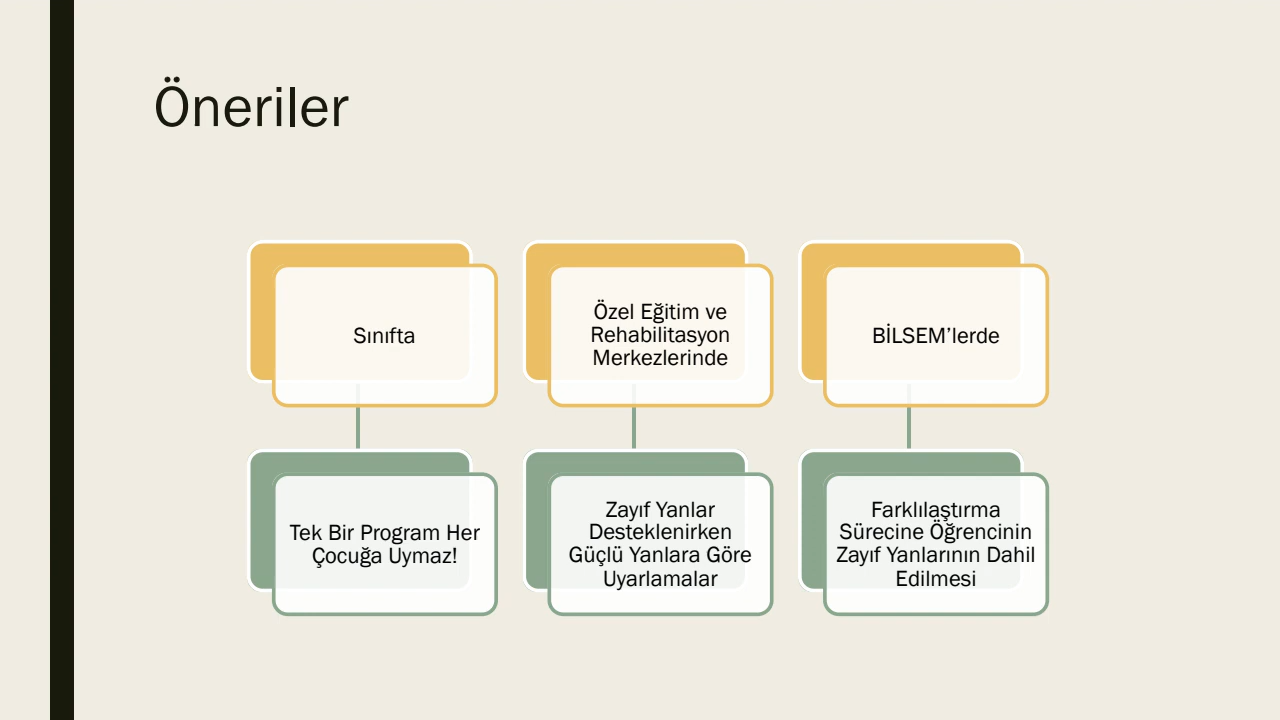 Öneriler
Sınıfta
Özel Eğitim ve
Rehabilitasyon
Merkezlerinde
BİLSEM’lerde
Tek Bir Program Her
Çocuğa Uymaz!
Zayıf Yanlar
Desteklenirken
Güçlü Yanlara Göre
Uyarlamalar
Farklılaştırma
Sürecine Öğrencinin
Zayıf Yanlarının Dahil
Edilmesi